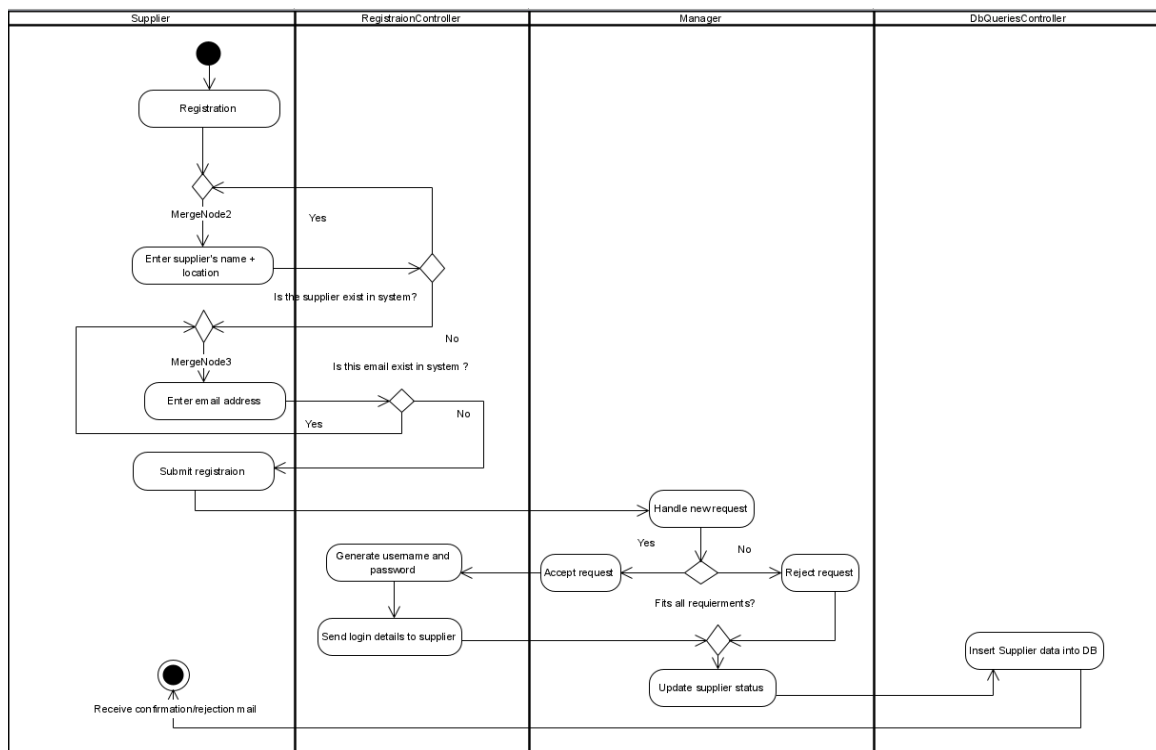 Supplier
RegistraionController
Manager
DbQueriesController
Registration
MergeNode2
Yes
Enter supplier's name +
location
Is the supplier exist in system?
No
MergeNode3
Is this email exist in system ?
Enter email address
Yes
No
Submit registraion
Handle new request
Yes
No
Generate username and
password
Accept request
Reject request
Fits all requierments?
Send login details to supplier
Insert Supplier data into DB
Update supplier status
Receive confirmation/rejection mail